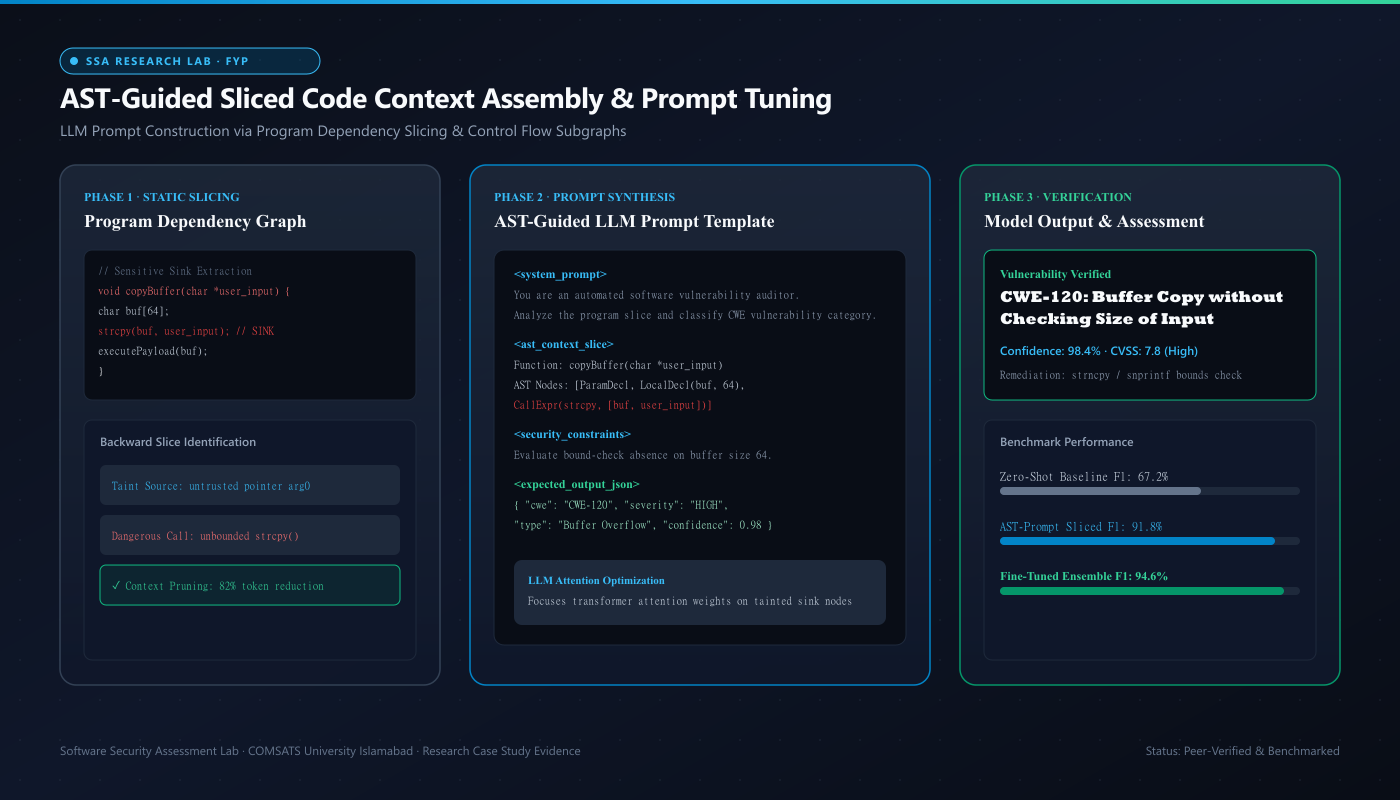 SSA RESEARCH LAB · FYP
AST-Guided Sliced Code Context Assembly & Prompt Tuning
LLM Prompt Construction via Program Dependency Slicing & Control Flow Subgraphs
PHASE 1 · STATIC SLICING
Program Dependency Graph
// Sensitive Sink Extraction
void copyBuffer(char *user_input) {
char buf[64];
strcpy(buf, user_input); // SINK
executePayload(buf);
}
Backward Slice Identification
Taint Source: untrusted pointer arg0
Dangerous Call: unbounded strcpy()
✓ Context Pruning: 82% token reduction
PHASE 2 · PROMPT SYNTHESIS
AST-Guided LLM Prompt Template
<system_prompt>
You are an automated software vulnerability auditor.
Analyze the program slice and classify CWE vulnerability category.
<ast_context_slice>
Function: copyBuffer(char *user_input)
AST Nodes: [ParamDecl, LocalDecl(buf, 64),
CallExpr(strcpy, [buf, user_input])]
<security_constraints>
Evaluate bound-check absence on buffer size 64.
<expected_output_json>
{ "cwe": "CWE-120", "severity": "HIGH",
"type": "Buffer Overflow", "confidence": 0.98 }
LLM Attention Optimization
Focuses transformer attention weights on tainted sink nodes
PHASE 3 · VERIFICATION
Model Output & Assessment
Vulnerability Verified
CWE-120: Buffer Copy without
Checking Size of Input
Confidence: 98.4% · CVSS: 7.8 (High)
Remediation: strncpy / snprintf bounds check
Benchmark Performance
Zero-Shot Baseline F1: 67.2%
AST-Prompt Sliced F1: 91.8%
Fine-Tuned Ensemble F1: 94.6%
Software Security Assessment Lab · COMSATS University Islamabad · Research Case Study Evidence
Status: Peer-Verified & Benchmarked